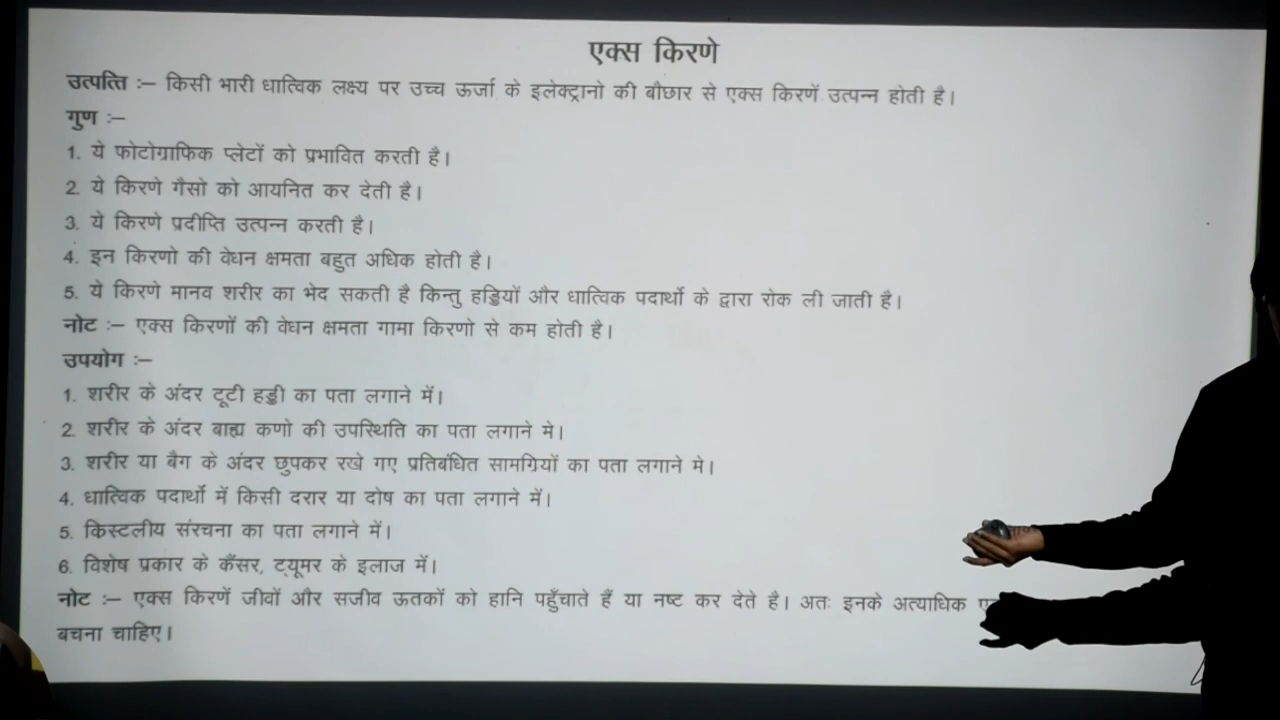 एक्स किरणे
उत्पत्ति :– किसी भारी धात्विक लक्ष्य पर उच्च ऊर्जा के इलेक्ट्रानो की बौछार से एक्स किरणें उत्पन्न होती है।
गुण :–
1. ये फोटोग्राफिक प्लेटों को प्रभावित करती है।
2. ये किरणे गैसो को आयनित कर देती है।
3. ये किरणे प्रदीप्ति उत्पन्न करती है।
4. इन किरणो की वेधन क्षमता बहुत अधिक होती है।
5. ये किरणे मानव शरीर का भेद सकती है किन्तु हड्डियों और धात्विक पदार्थो के द्वारा रोक ली जाती है।
नोट :– एक्स किरणों की वेधन क्षमता गामा किरणो से कम होती है।
उपयोग :–
1. शरीर के अंदर टूटी हड्डी का पता लगाने में।
2. शरीर के अंदर बाह्य कणो की उपस्थिति का पता लगाने मे।
3. शरीर या बैग के अंदर छुपकर रखे गए प्रतिबंधित सामग्रियों का पता लगाने मे।
4. धात्विक पदार्थो में किसी दरार या दोष का पता लगाने में।
5. किस्टलीय संरचना का पता लगाने में।
6. विशेष प्रकार के कैंसर, ट्यूमर के इलाज में।
नोट :– एक्स किरणें जीवों और सजीव ऊतकों को हानि पहुँचाते हैं या नष्ट कर देते है। अतः इनके अत्याधिक
बचना चाहिए।